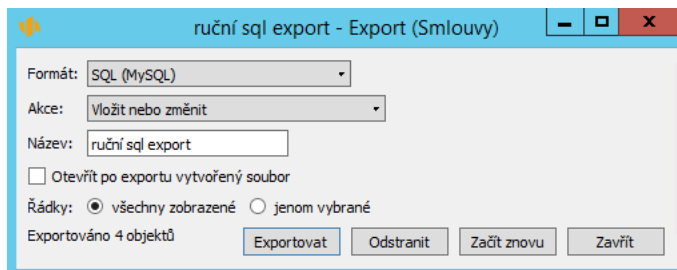 ruční sql export - Export (Smlouvy)
Formát: SQL (MySQL)
Akce: Vložit nebo změnit
Název: ruční sql export
Otevřít po exportu vytvořený soubor
Řádky: všechny zobrazené jenom vybrané
Exportováno 4 objektů Exportovat Odstranit Začít znovu Zavřít